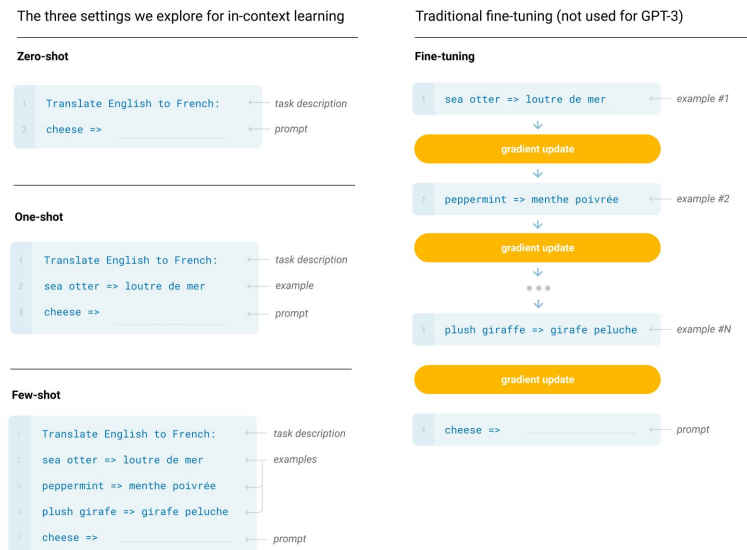 The three settings we explore for in-context learning
Zero-shot
1 Translate English to French: ← task description
2 cheese => ← prompt
One-shot
1 Translate English to French: ← task description
2 sea otter => loutre de mer ← example
3 cheese => ← prompt
Few-shot
1 Translate English to French: ← task description
2 sea otter => loutre de mer ← examples
3 peppermint => menthe poivrée
4 plush girafe => girafe peluche
5 cheese => ← prompt
Traditional fine-tuning (not used for GPT-3)
Fine-tuning
1 sea otter => loutre de mer ← example #1
gradient update
1 peppermint => menthe poivrée ← example #2
gradient update
1 plush giraffe => girafe peluche ← example #N
gradient update
1 cheese => ← prompt